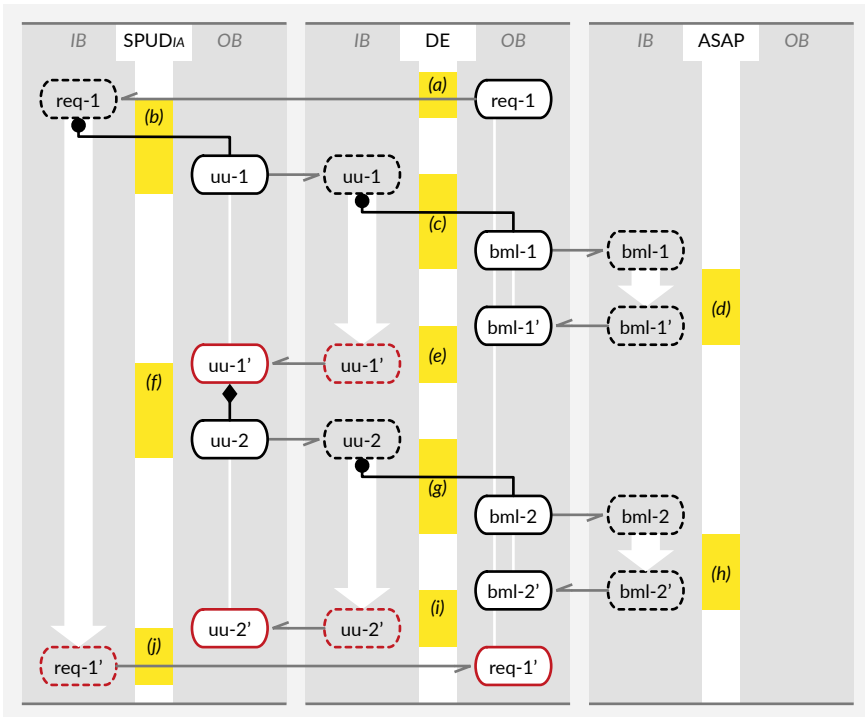 IB SPUDIA OB IB DE OB IB ASAP OB
req-1 (a) req-1
(b)
uu-1 uu-1
(c)
bml-1 bml-1
(d)
bml-1’ bml-1’
uu-1’ uu-1’ (e)
(f)
uu-2 uu-2
(g)
bml-2 bml-2
(h)
bml-2’ bml-2’
(i)
uu-2’ uu-2’
(j)
req-1’ req-1’